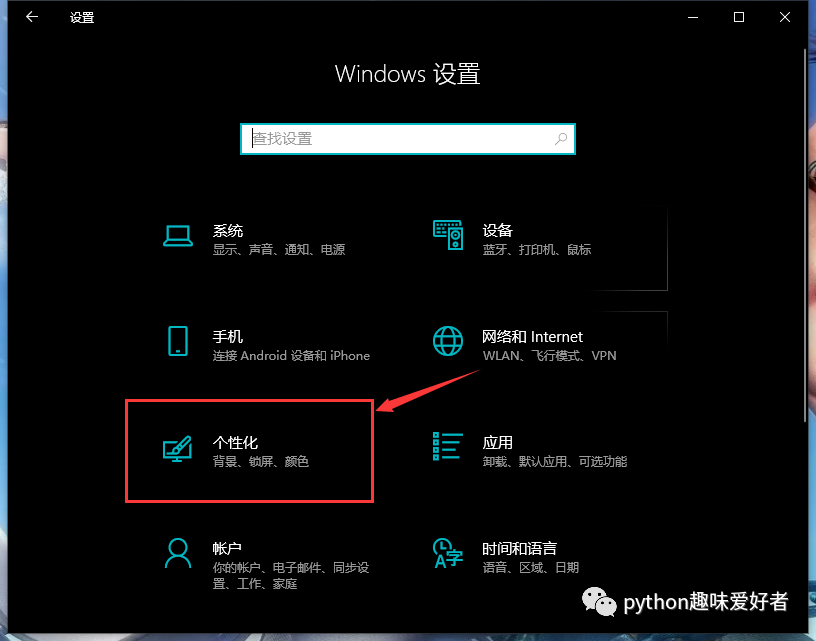 设置
Windows 设置
查找设置
系统
显示、声音、通知、电源
设备
蓝牙、打印机、鼠标
手机
连接 Android 设备和 iPhone
网络和 Internet
WLAN、飞行模式、VPN
个性化
背景、锁屏、颜色
应用
卸载、默认应用、可选功能
帐户
你的帐户、电子邮件、同步设
置、工作、家庭
时间和语言
语音、区域、日期
python趣味爱好者